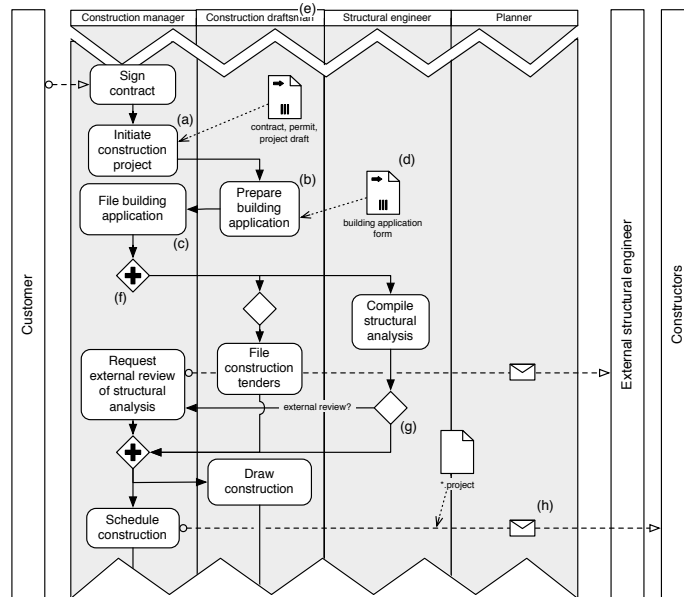 (e)
Construction manager
Construction draftsman
Structural engineer
Planner
Sign
contract
(a)
Initiate
construction
project
contract, permit,
project draft
(b)
(d)
File building
application
Prepare
building
application
building application
form
(c)
(f)
Compile
structural
analysis
Request
external review
of structural
analysis
File
construction
tenders
external review?
(g)
Draw
construction
*.project
Schedule
construction
(h)
Customer
External structural engineer
Constructors